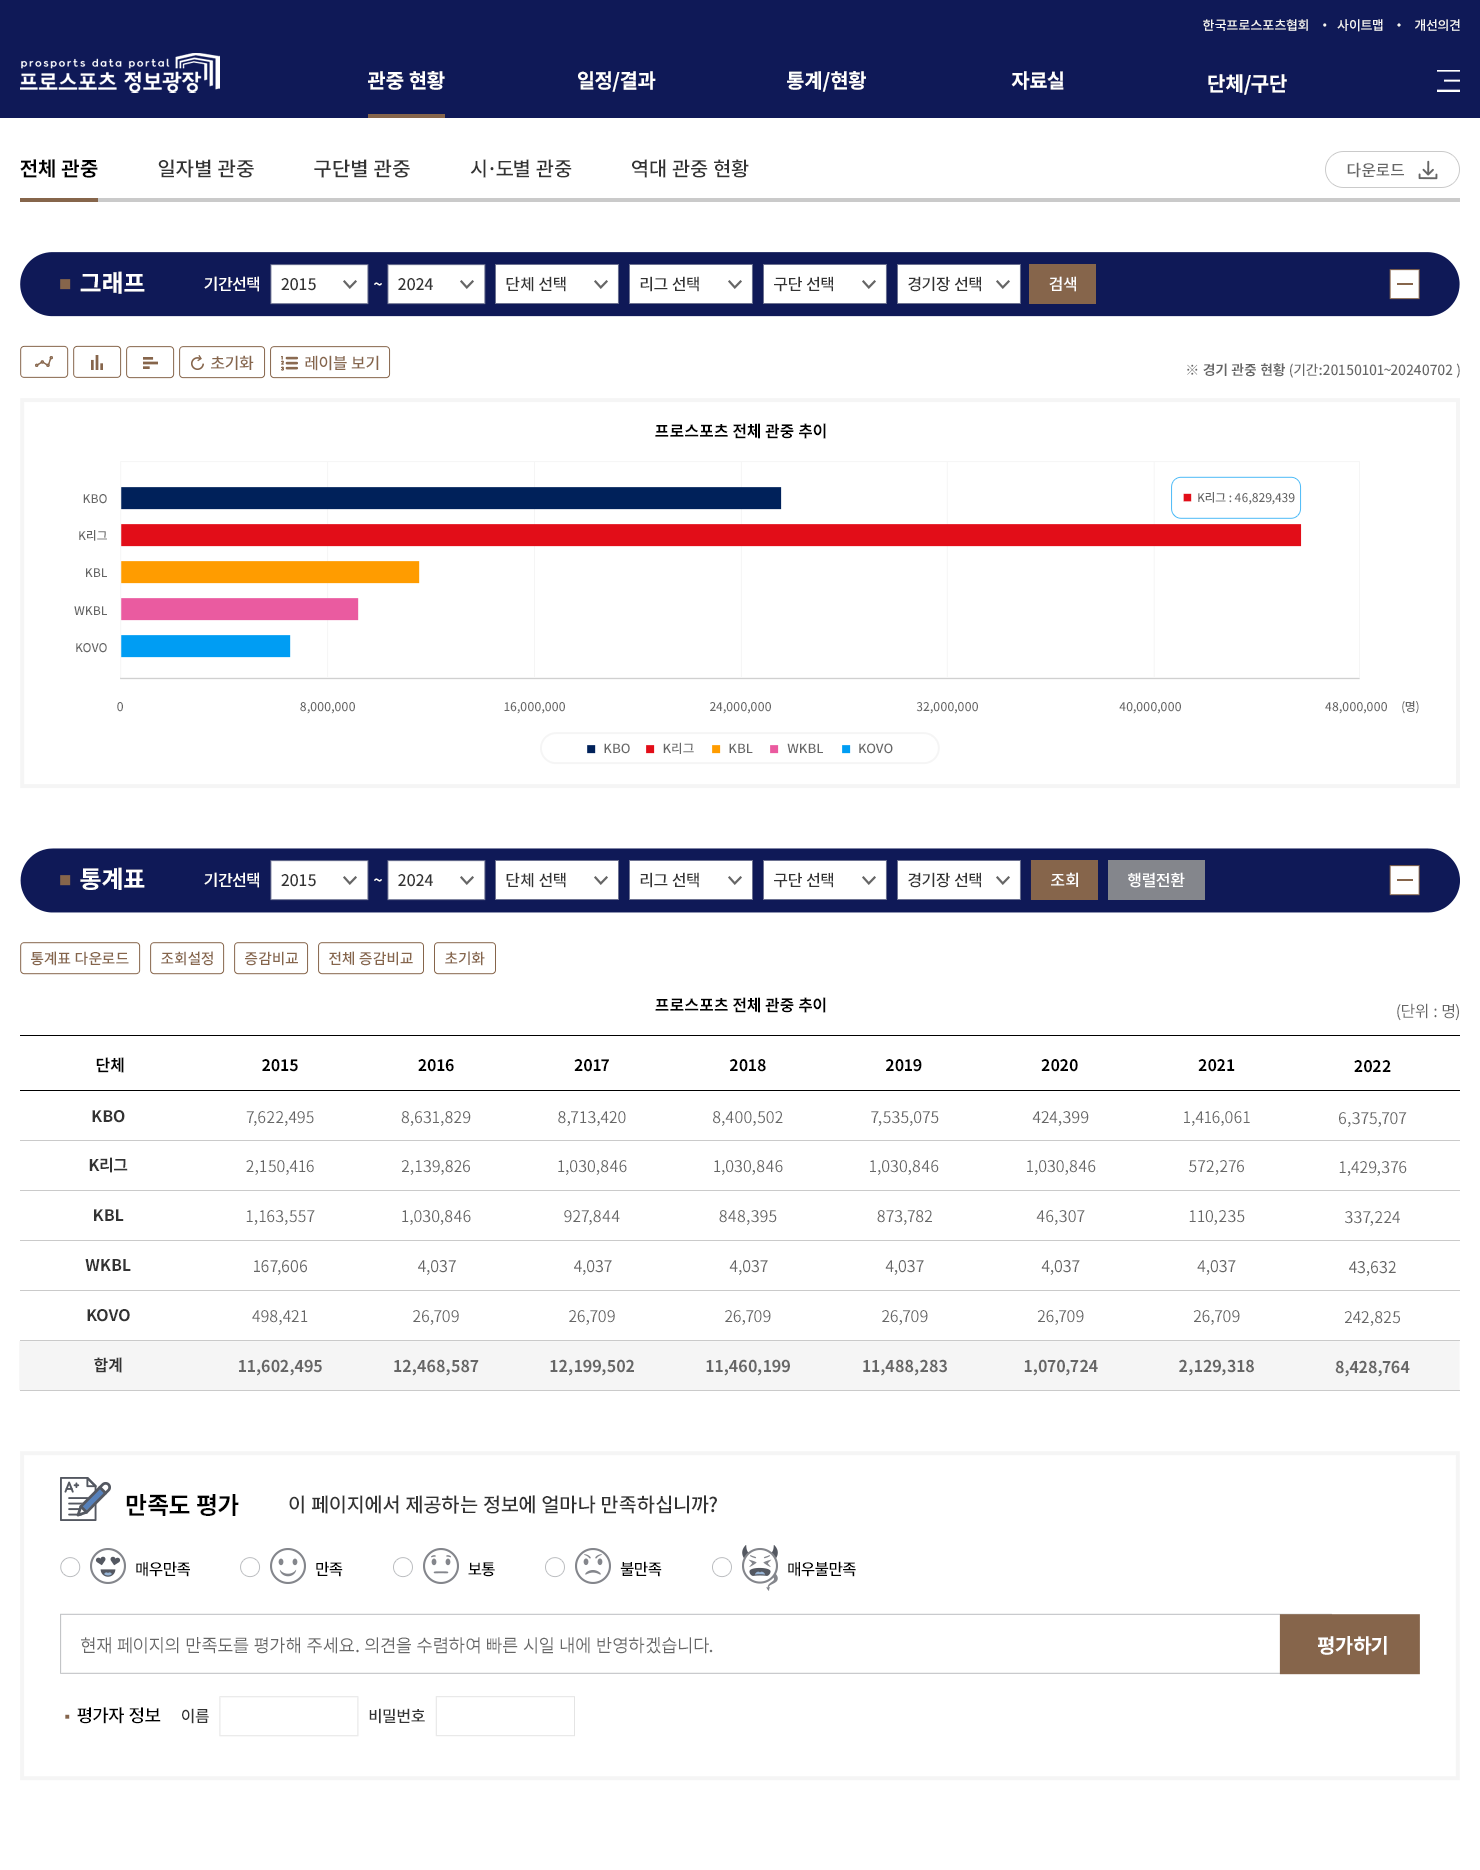 한국프로스포츠협회 • 사이트맵 • 개선의견
prosports data portal
프로스포츠 정보광장
관중 현황 일정/결과 통계/현황 자료실 단체/구단
전체 관중 일자별 관중 구단별 관중 시·도별 관중 역대 관중 현황 다운로드
그래프 기간선택 2015 ~ 2024 단체 선택 리그 선택 구단 선택 경기장 선택 검색
초기화 레이블 보기
※ 경기 관중 현황 (기간:20150101~20240702 )
프로스포츠 전체 관중 추이
KBO
K리그 : 46,829,439
K리그
KBL
WKBL
KOVO
0 8,000,000 16,000,000 24,000,000 32,000,000 40,000,000 48,000,000 (명)
KBO K리그 KBL WKBL KOVO
통계표 기간선택 2015 ~ 2024 단체 선택 리그 선택 구단 선택 경기장 선택 조회 행렬전환
통계표 다운로드 조회설정 증감비교 전체 증감비교 초기화
프로스포츠 전체 관중 추이
(단위 : 명)
단체 2015 2016 2017 2018 2019 2020 2021 2022
KBO 7,622,495 8,631,829 8,713,420 8,400,502 7,535,075 424,399 1,416,061 6,375,707
K리그 2,150,416 2,139,826 1,030,846 1,030,846 1,030,846 1,030,846 572,276 1,429,376
KBL 1,163,557 1,030,846 927,844 848,395 873,782 46,307 110,235 337,224
WKBL 167,606 4,037 4,037 4,037 4,037 4,037 4,037 43,632
KOVO 498,421 26,709 26,709 26,709 26,709 26,709 26,709 242,825
합계 11,602,495 12,468,587 12,199,502 11,460,199 11,488,283 1,070,724 2,129,318 8,428,764
A+
만족도 평가 이 페이지에서 제공하는 정보에 얼마나 만족하십니까?
매우만족 만족 보통 불만족 매우불만족
현재 페이지의 만족도를 평가해 주세요. 의견을 수렴하여 빠른 시일 내에 반영하겠습니다. 평가하기
평가자 정보 이름 비밀번호